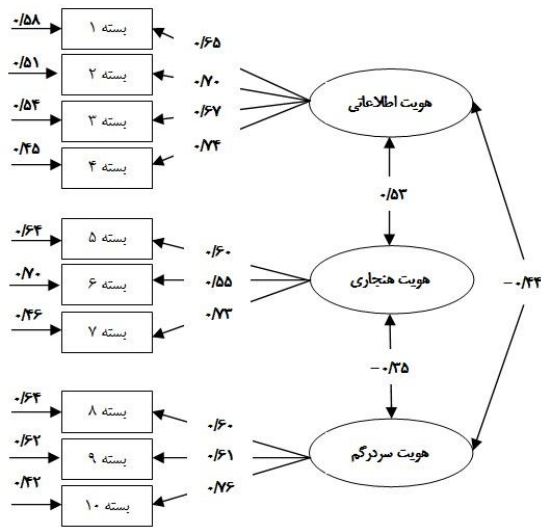 ۰/۵۸
بسته ۱
۰/۶۵
۰/۵۱
بسته ۲
۰/۷۰
هویت اطلاعاتی
۰/۵۴
بسته ۳
۰/۶۷
۰/۴۵
بسته ۴
۰/۷۴
۰/۵۳
۰/۶۴
بسته ۵
۰/۶۰
۰/۷۰
بسته ۶
۰/۵۵
هویت هنجاری
-۰/۴۴
۰/۴۶
بسته ۷
۰/۷۳
-۰/۳۵
۰/۶۴
بسته ۸
۰/۶۰
۰/۶۲
بسته ۹
۰/۶۱
هویت سردرگم
۰/۴۲
بسته ۱۰
۰/۷۶